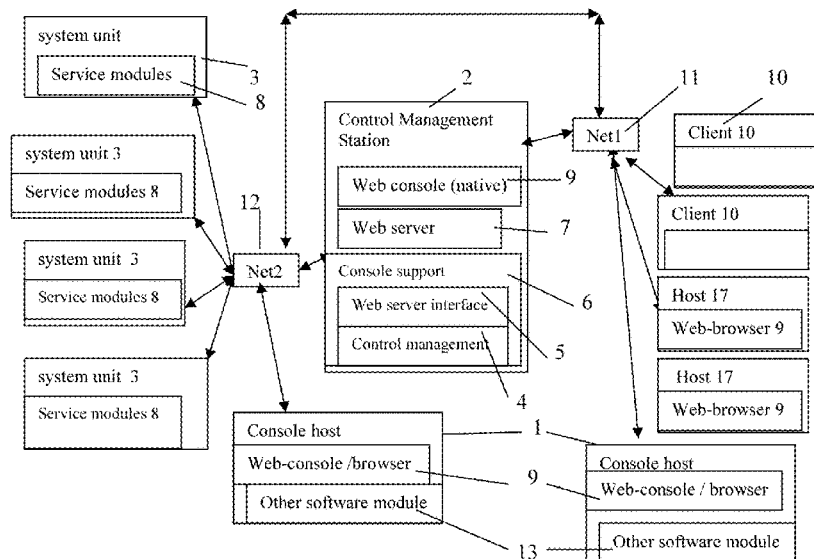 system unit
Service modules
3
8
system unit 3
Service modules 8
system unit 3
Service modules 8
system unit 3
Service modules 8
12
Net2
2
Control Management
Station
Web console (native)
9
Web server
7
Console support
6
Web server interface
5
Control management
4
11
Net1
10
Client 10
Client 10
Host 17
Web-browser 9
Host 17
Web-browser 9
Console host
1
Web-console /browser
9
Other software module
13
Console host
Web-console / browser
Other software module